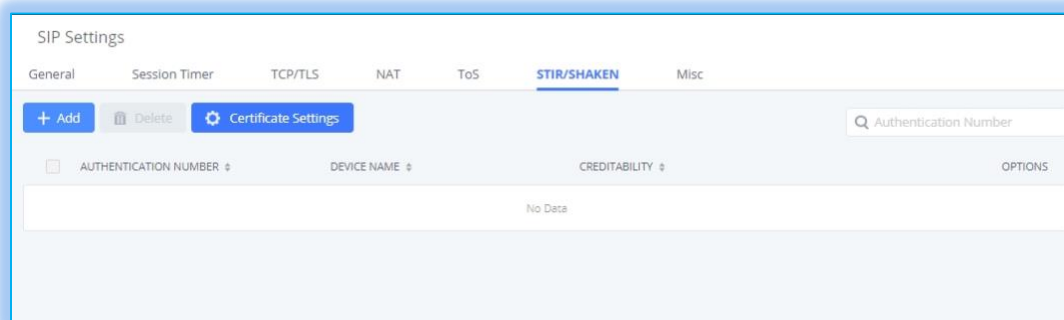 SIP Settings
General Session Timer TCP/TLS NAT ToS STIR/SHAKEN Misc
+ Add Delete Certificate Settings Authentication Number
AUTHENTICATION NUMBER DEVICE NAME CREDITABILITY OPTIONS
No Data